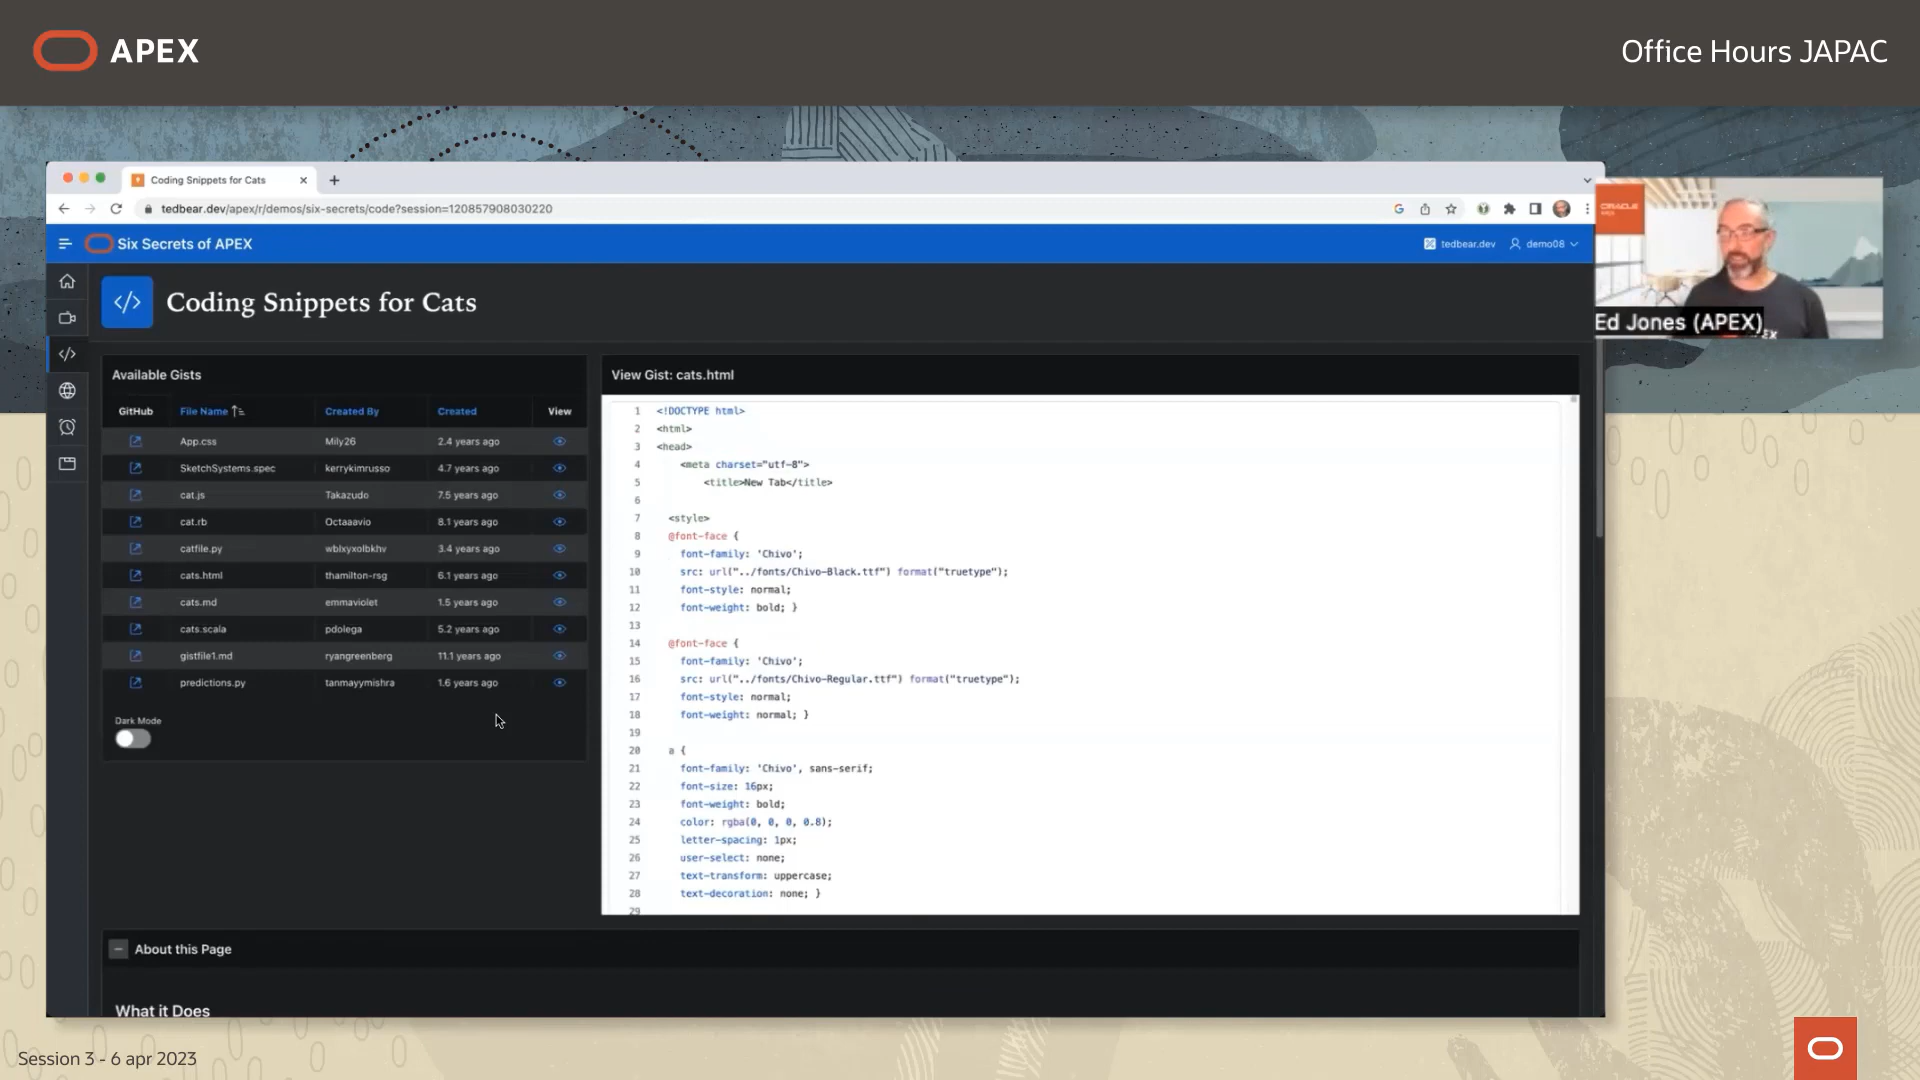 APEX
Office Hours JAPAC
Coding Snippets for Cats
tedbear.dev/apex/r/demos/six-secrets/code?session=120857908030220
Six Secrets of APEX
tedbear.dev
demo08
ORACLE
Ed Jones (APEX)
Coding Snippets for Cats
Available Gists
GitHub File Name Created By Created View
App.css Mily26 2.4 years ago
SketchSystems.spec kerrykimrusso 4.7 years ago
cat.js Takazudo 7.5 years ago
cat.rb Octaaavio 8.1 years ago
catfile.py wblxyxolbkhv 3.4 years ago
cats.html thamilton-rsg 6.1 years ago
cats.md emmaviolet 1.5 years ago
cats.scala pdolega 5.2 years ago
gistfile1.md ryangreenberg 11.1 years ago
predictions.py tanmayymishra 1.6 years ago
Dark Mode
View Gist: cats.html
1 <!DOCTYPE html>
2 <html>
3 <head>
4 <meta charset="utf-8">
5 <title>New Tab</title>
6
7 <style>
8 @font-face {
9 font-family: 'Chivo';
10 src: url("../fonts/Chivo-Black.ttf") format("truetype");
11 font-style: normal;
12 font-weight: bold; }
13
14 @font-face {
15 font-family: 'Chivo';
16 src: url("../fonts/Chivo-Regular.ttf") format("truetype");
17 font-style: normal;
18 font-weight: normal; }
19
20 a {
21 font-family: 'Chivo', sans-serif;
22 font-size: 16px;
23 font-weight: bold;
24 color: rgba(0, 0, 0, 0.8);
25 letter-spacing: 1px;
26 user-select: none;
27 text-transform: uppercase;
28 text-decoration: none; }
29
About this Page
What it Does
Session 3 - 6 apr 2023